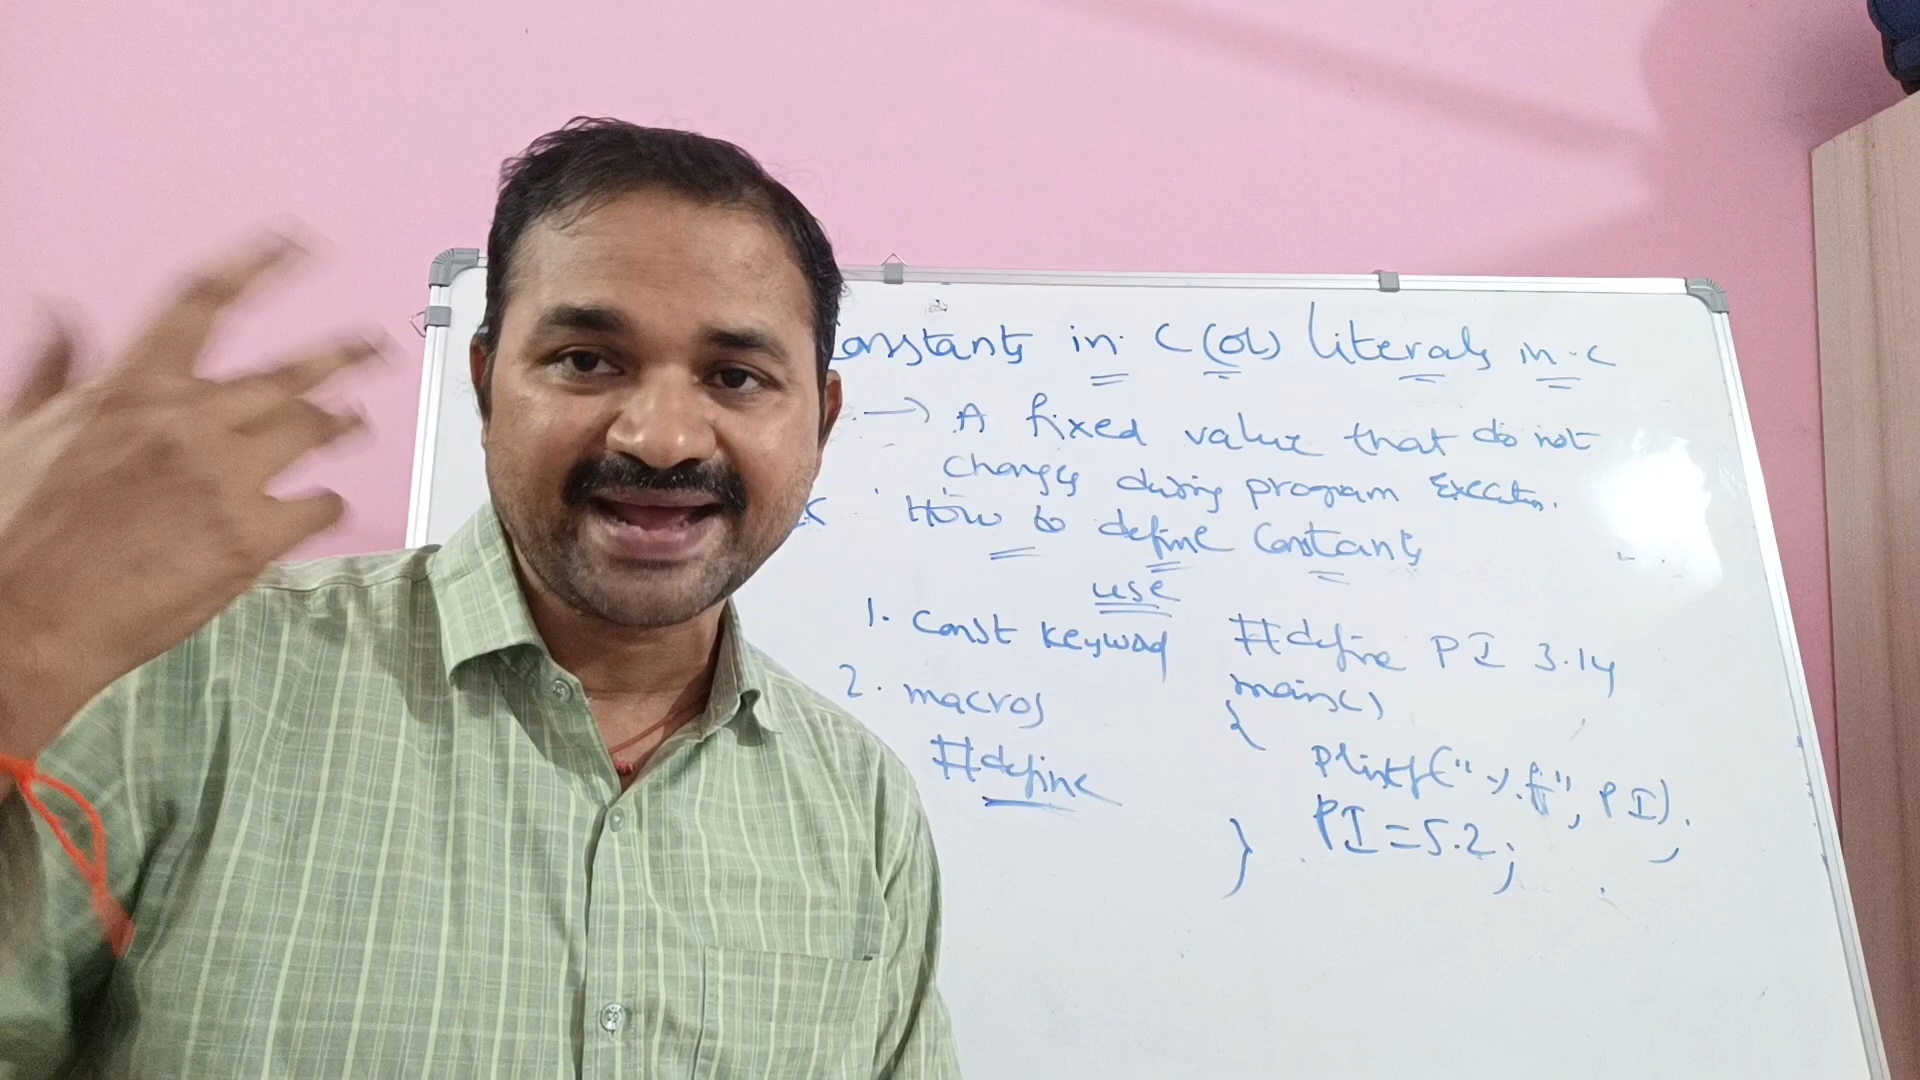 Constants in C (or) literals in C
→ A fixed value that do not
changes during program Execution.
How to define Constants
use
1. Const keyword
2. macros
#define
#define PI 3.14
main()
{
printf("%f", PI);
PI=5.2;
}